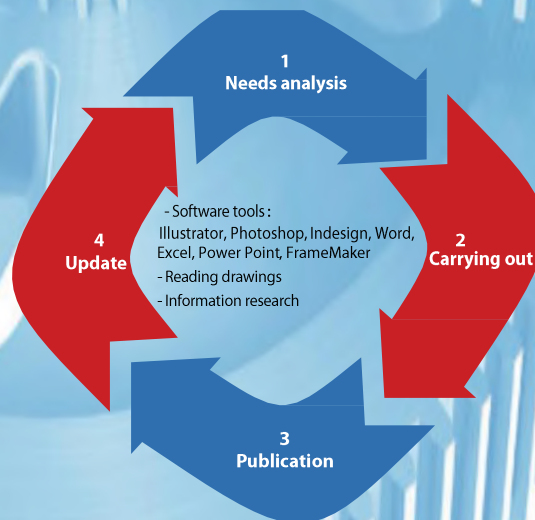 1
Needs analysis
- Software tools :
Illustrator, Photoshop, Indesign, Word,
Excel, Power Point, FrameMaker
- Reading drawings
- Information research
2
Carrying out
3
Publication
4
Update